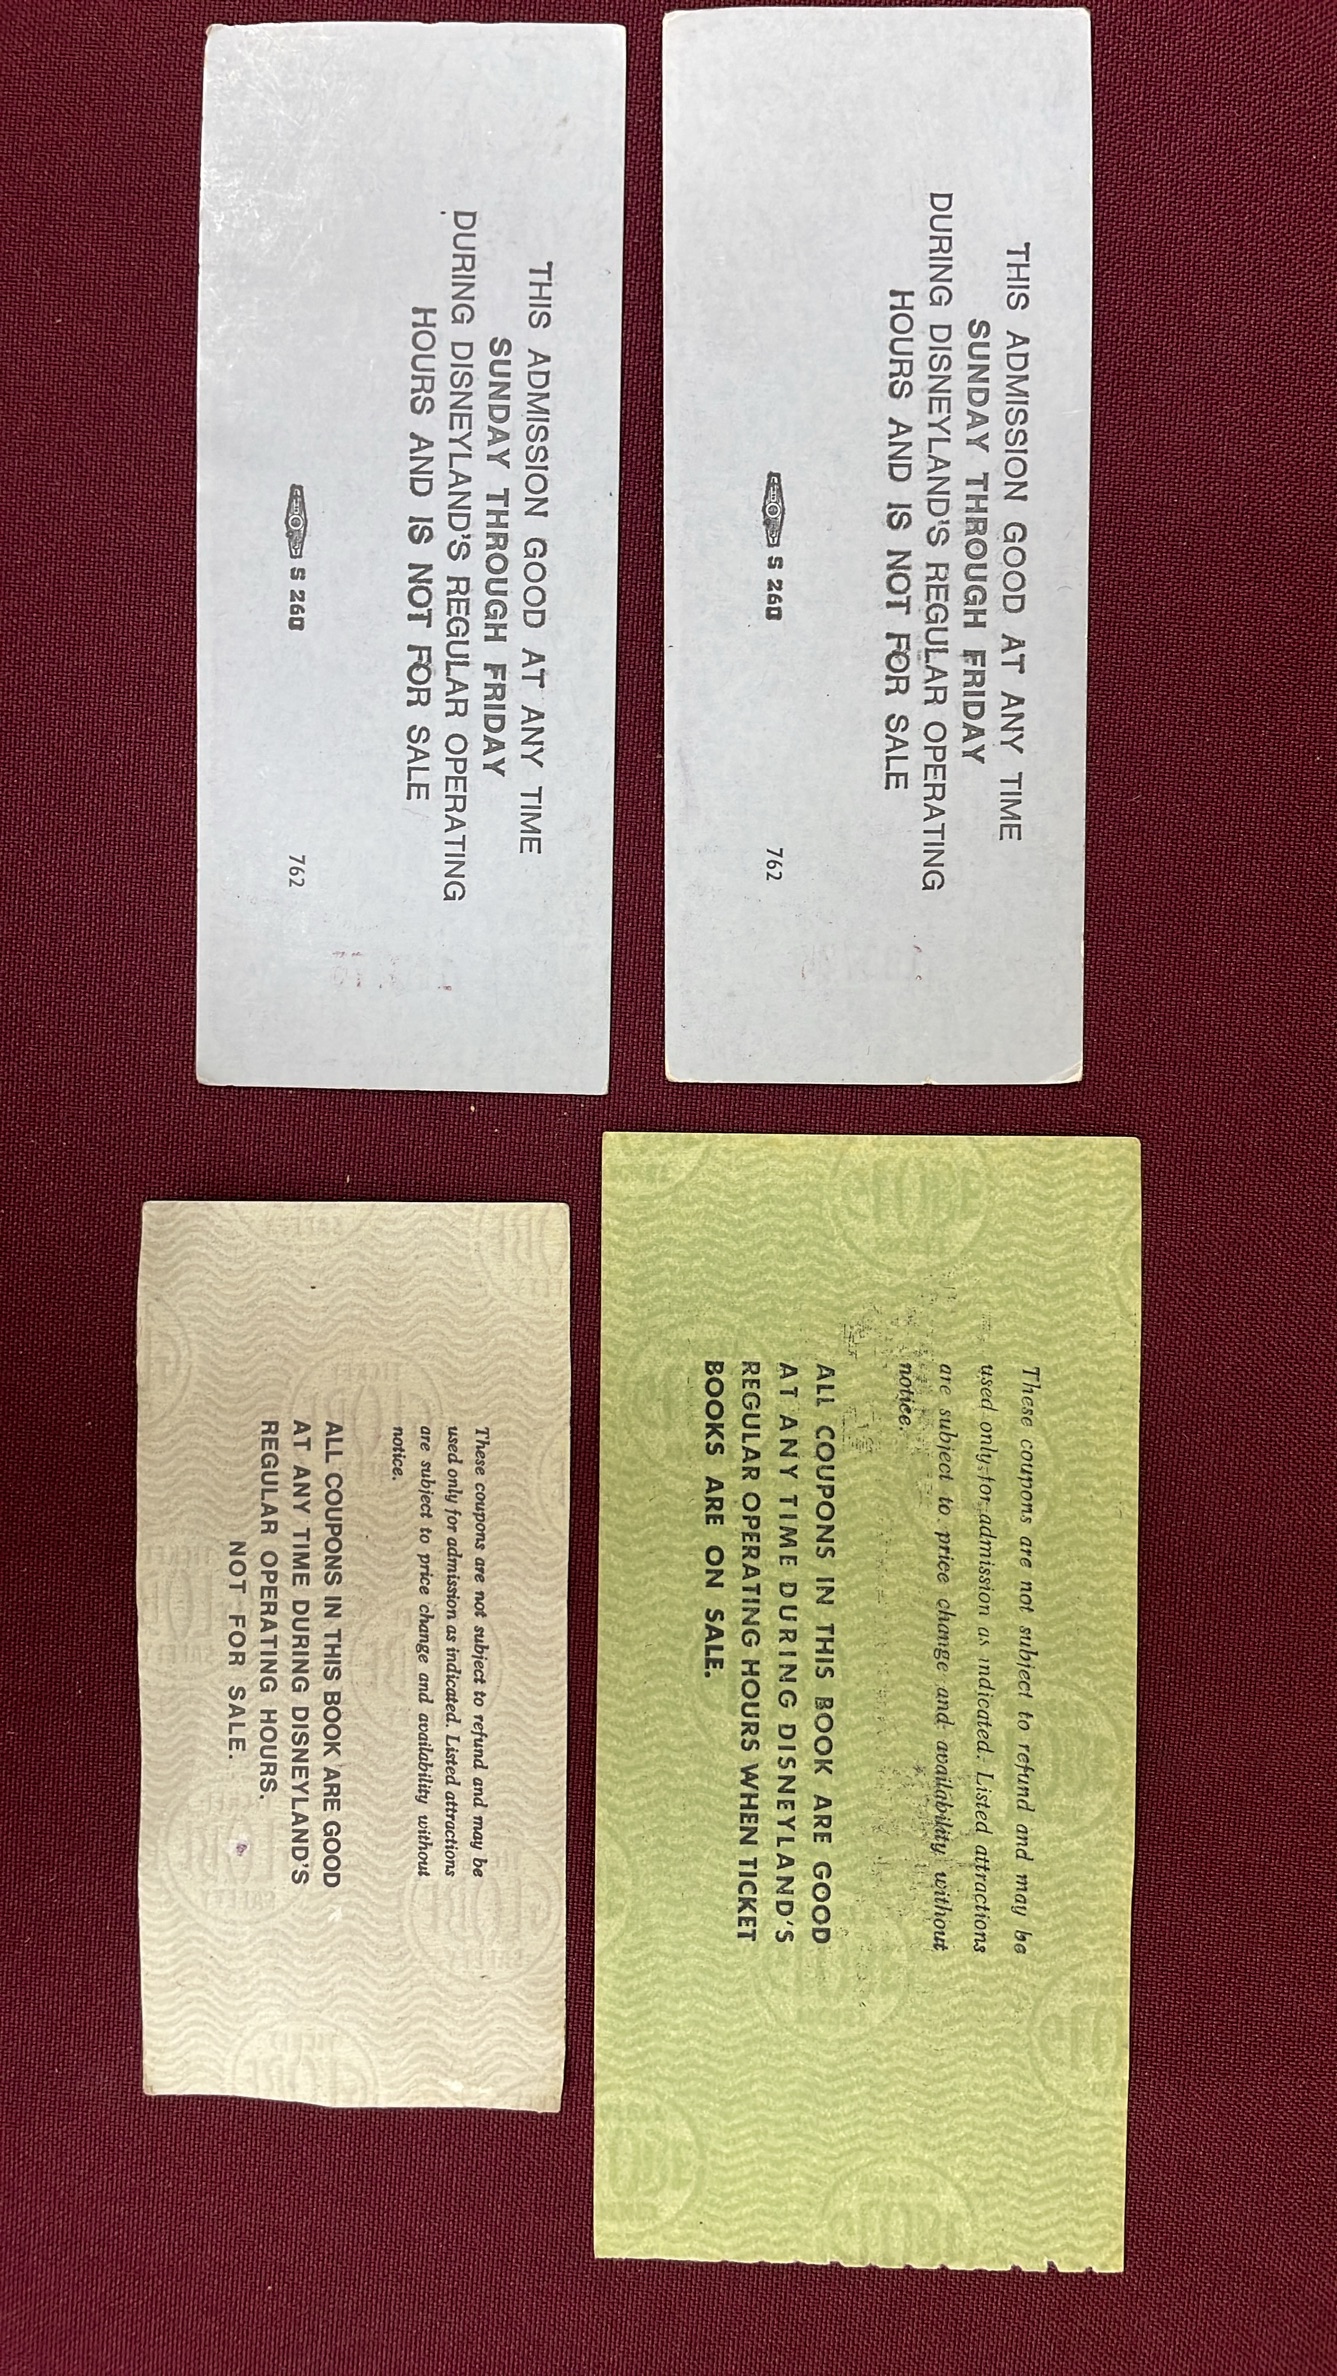 THIS ADMISSION GOOD AT ANY TIME
SUNDAY THROUGH FRIDAY
DURING DISNEYLAND'S REGULAR OPERATING
HOURS AND IS NOT FOR SALE
S 260
762
These coupons are not subject to refund and may be
used only for admission as indicated. Listed attractions
are subject to price change and availability without
notice.
ALL COUPONS IN THIS BOOK ARE GOOD
AT ANY TIME DURING DISNEYLAND'S
REGULAR OPERATING HOURS WHEN TICKET
BOOKS ARE ON SALE.
THIS ADMISSION GOOD AT ANY TIME
SUNDAY THROUGH FRIDAY
DURING DISNEYLAND'S REGULAR OPERATING
HOURS AND IS NOT FOR SALE
S 260
762
These coupons are not subject to refund and may be
used only for admission as indicated. Listed attractions
are subject to price change and availability without
notice.
ALL COUPONS IN THIS BOOK ARE GOOD
AT ANY TIME DURING DISNEYLAND'S
REGULAR OPERATING HOURS.
NOT FOR SALE.